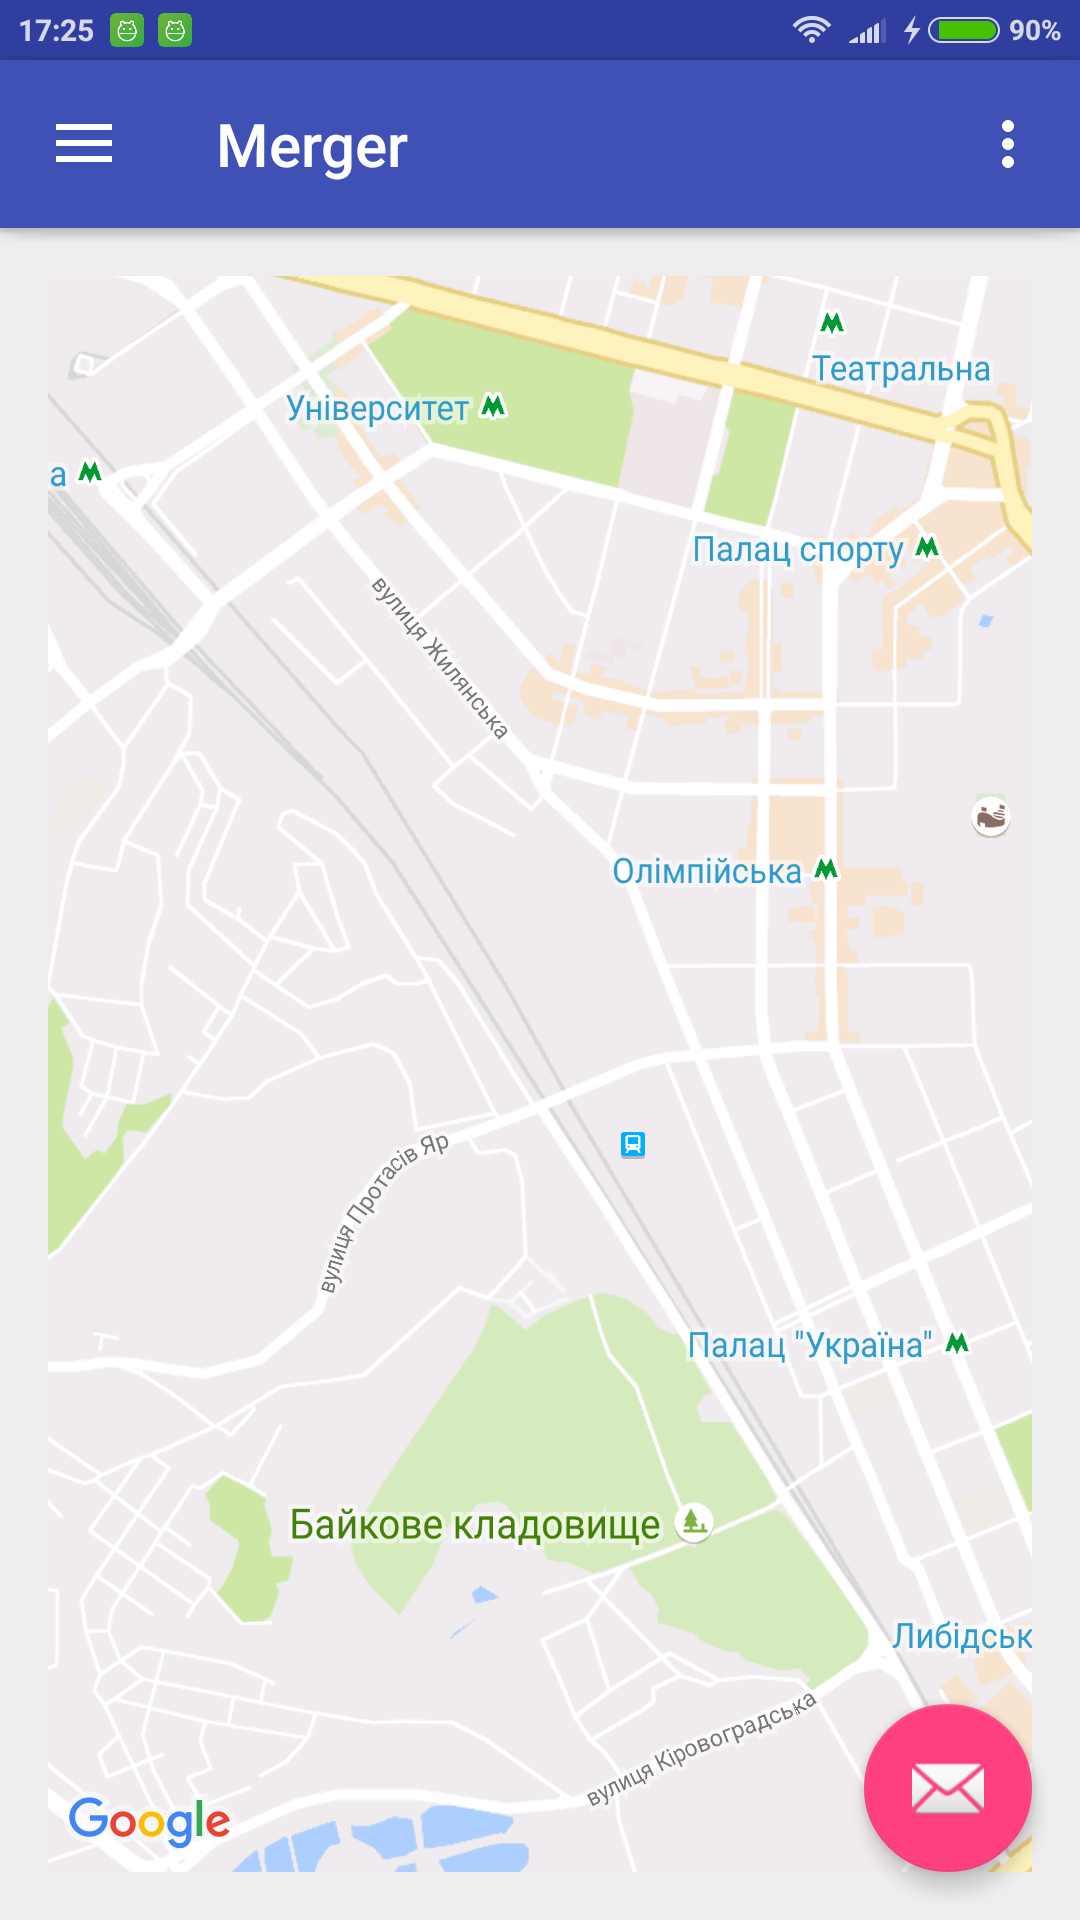 17:25
90%
Merger
Театральна
Університет
а
Палац спорту
вулиця Жилянська
Олімпійська
вулиця Протасів Яр
Палац "Україна"
Байкове кладовище
Либідськ
вулиця Кіровоградська
Google